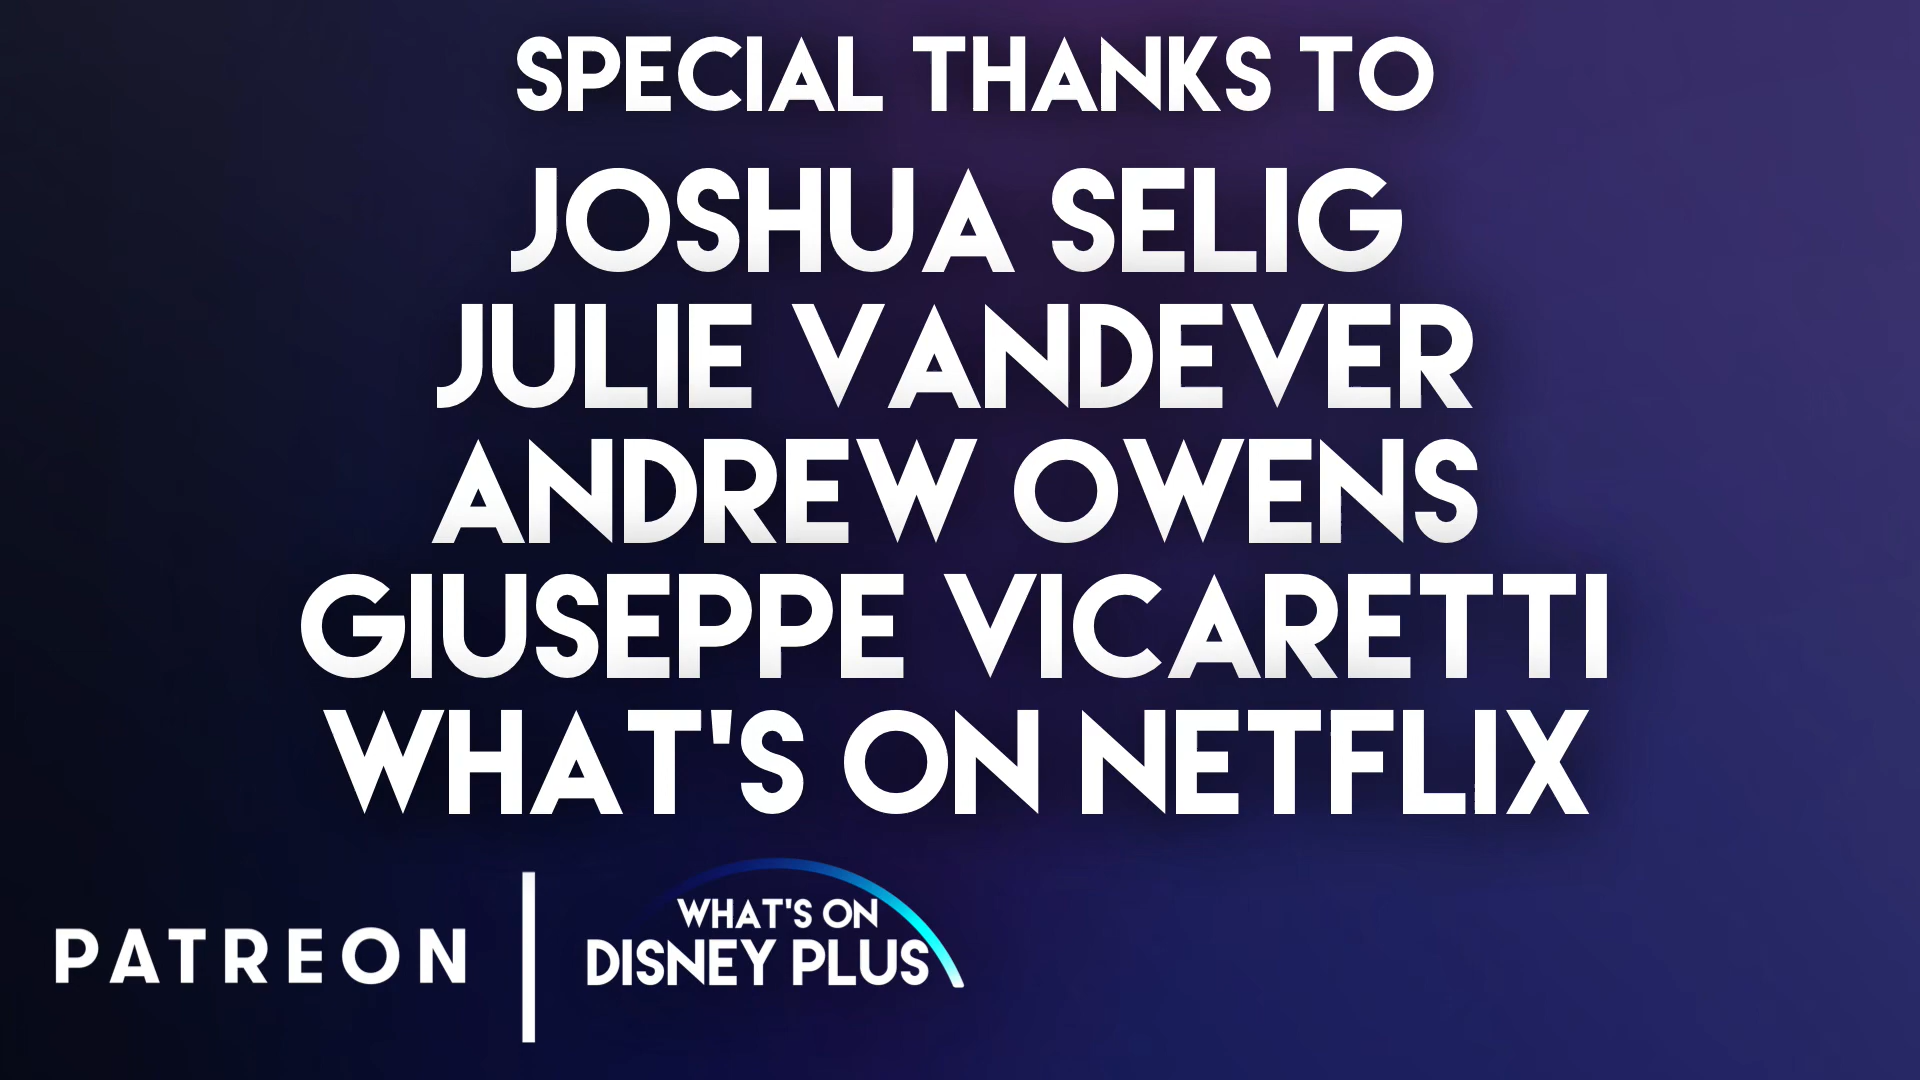 SPECIAL THANKS TO
JOSHUA SELIG
JULIE VANDEVER
ANDREW OWENS
GIUSEPPE VICARETTI
WHAT'S ON NETFLIX
PATREON
WHAT'S ON
DISNEY PLUS